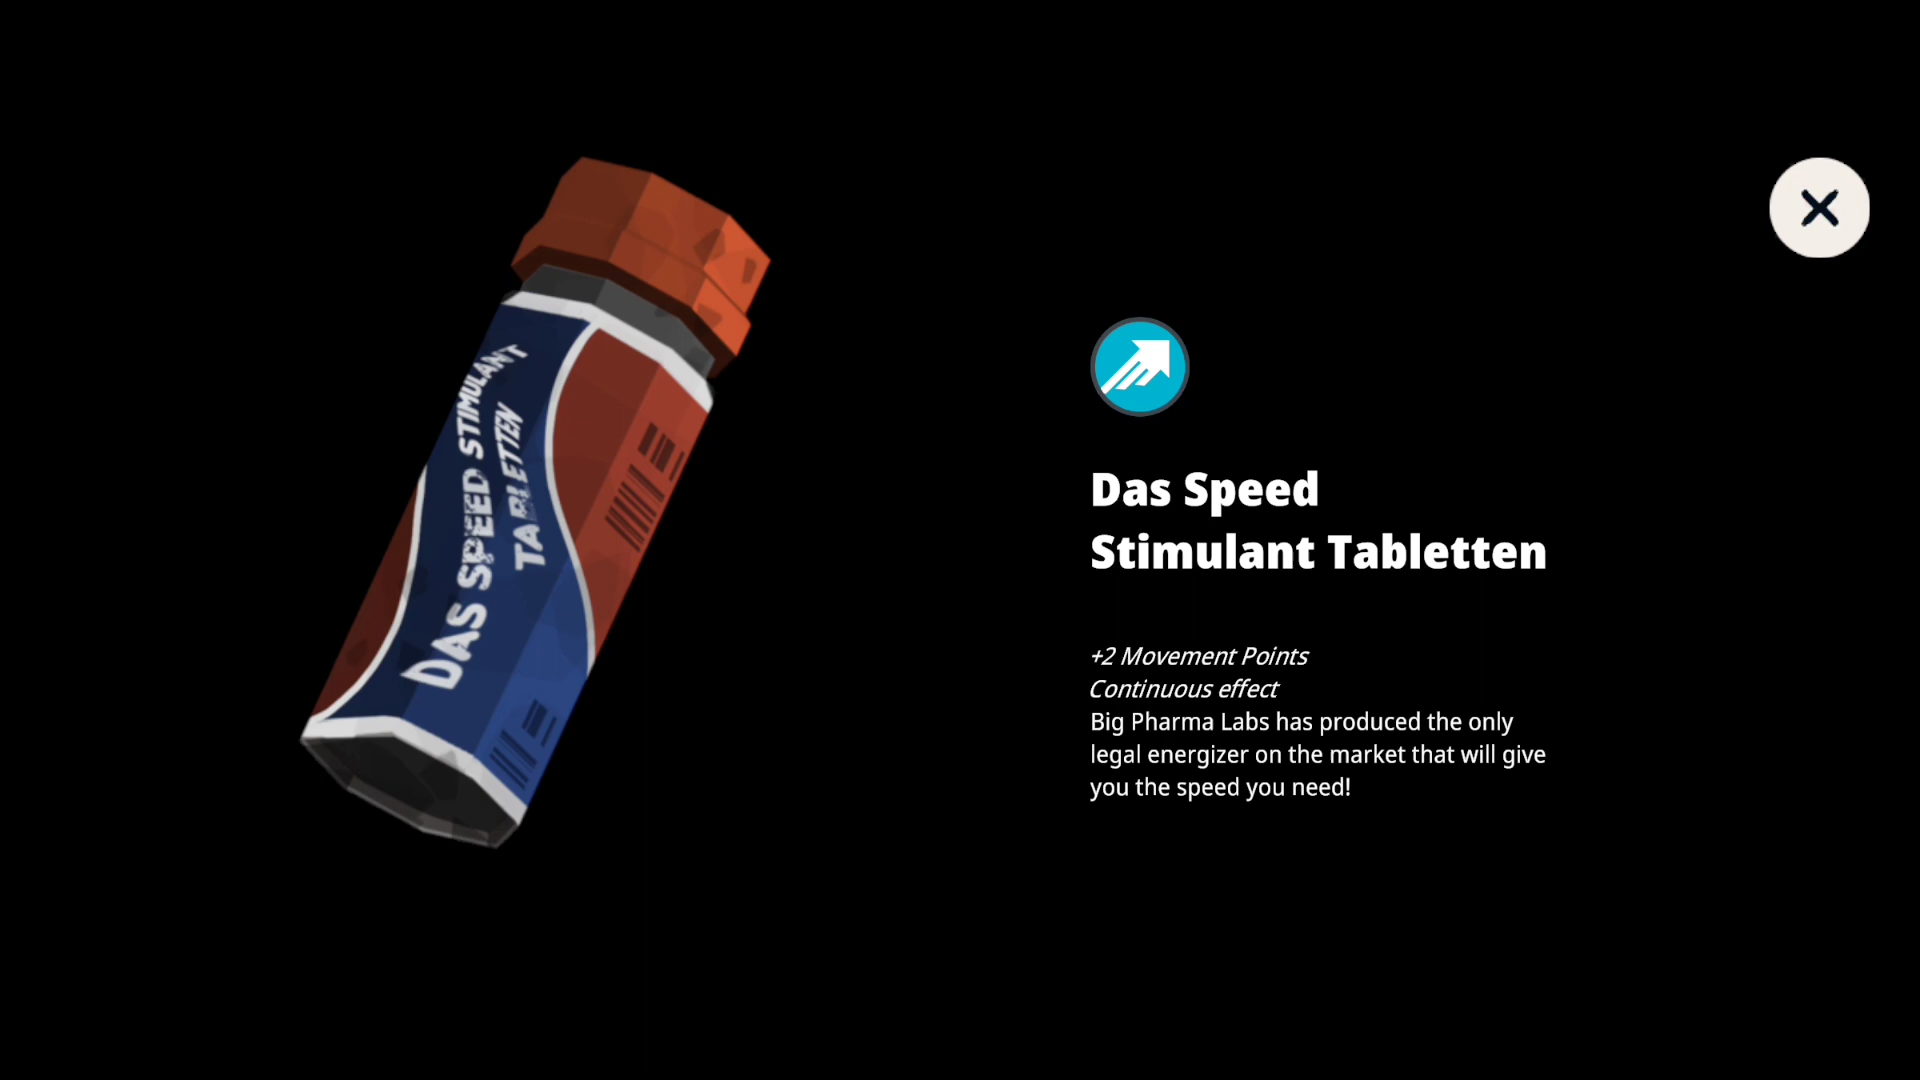 DAS SPEED STIMULANT
TABLETTEN
Das Speed
Stimulant Tabletten
+2 Movement Points
Continuous effect
Big Pharma Labs has produced the only
legal energizer on the market that will give
you the speed you need!